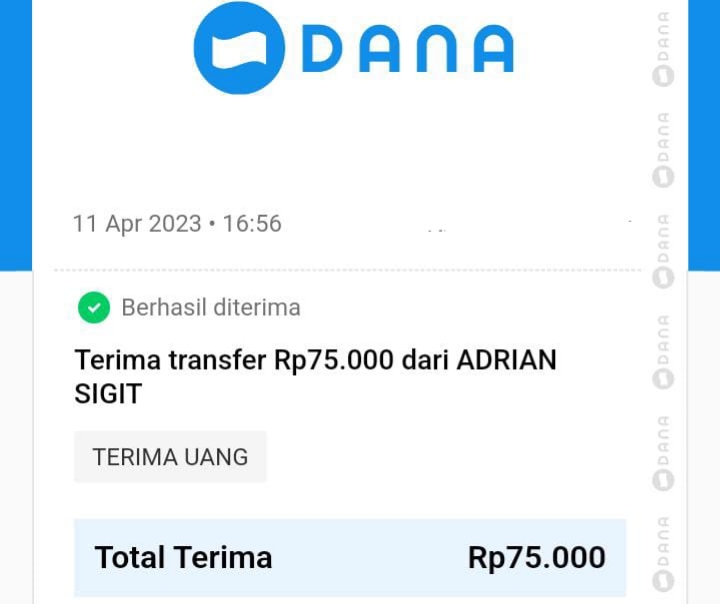 DANA
11 Apr 2023 • 16:56
Berhasil diterima
Terima transfer Rp75.000 dari ADRIAN
SIGIT
TERIMA UANG
Total Terima Rp75.000
DANA
DANA
DANA
DANA
DANA
DANA